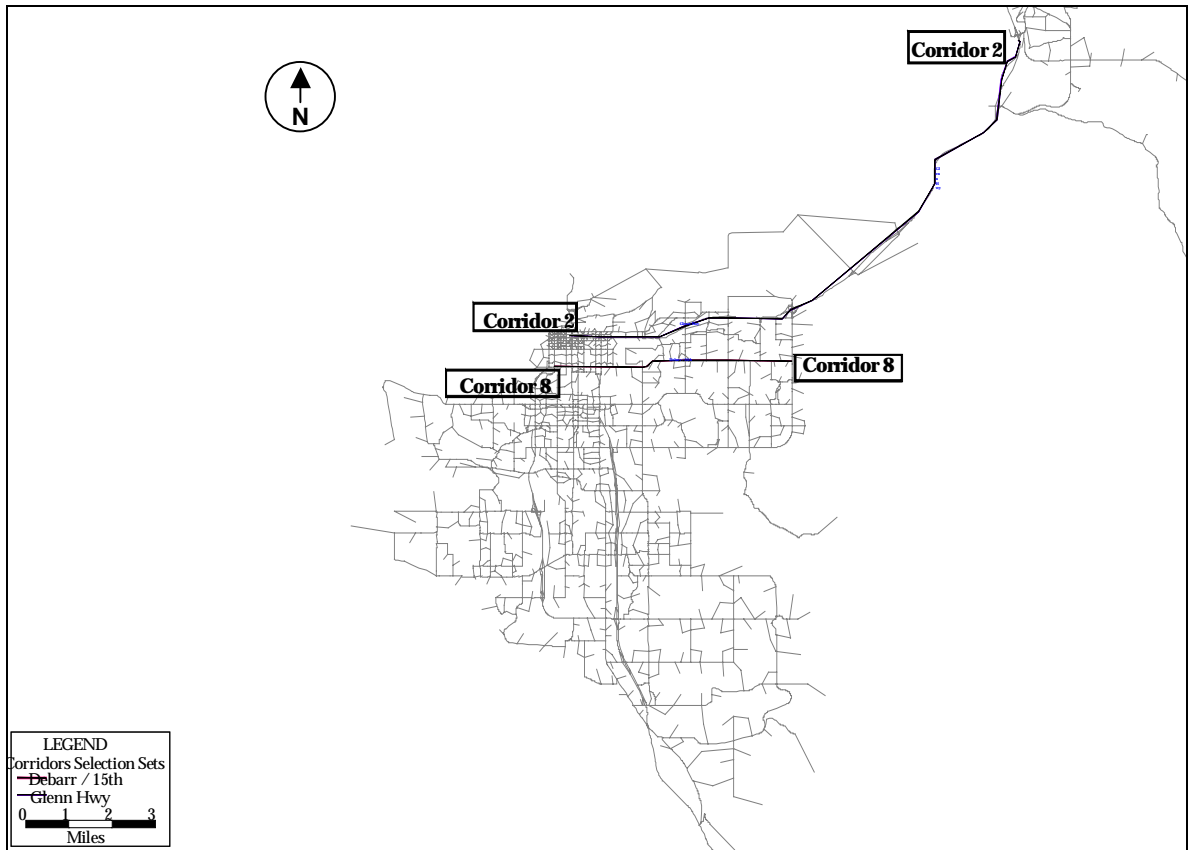 Corridor 2
N
Corridor 2
Corridor 8
Corridor 8
LEGEND
Corridors Selection Sets
Debarr / 15th
Glenn Hwy
0 1 2 3
Miles